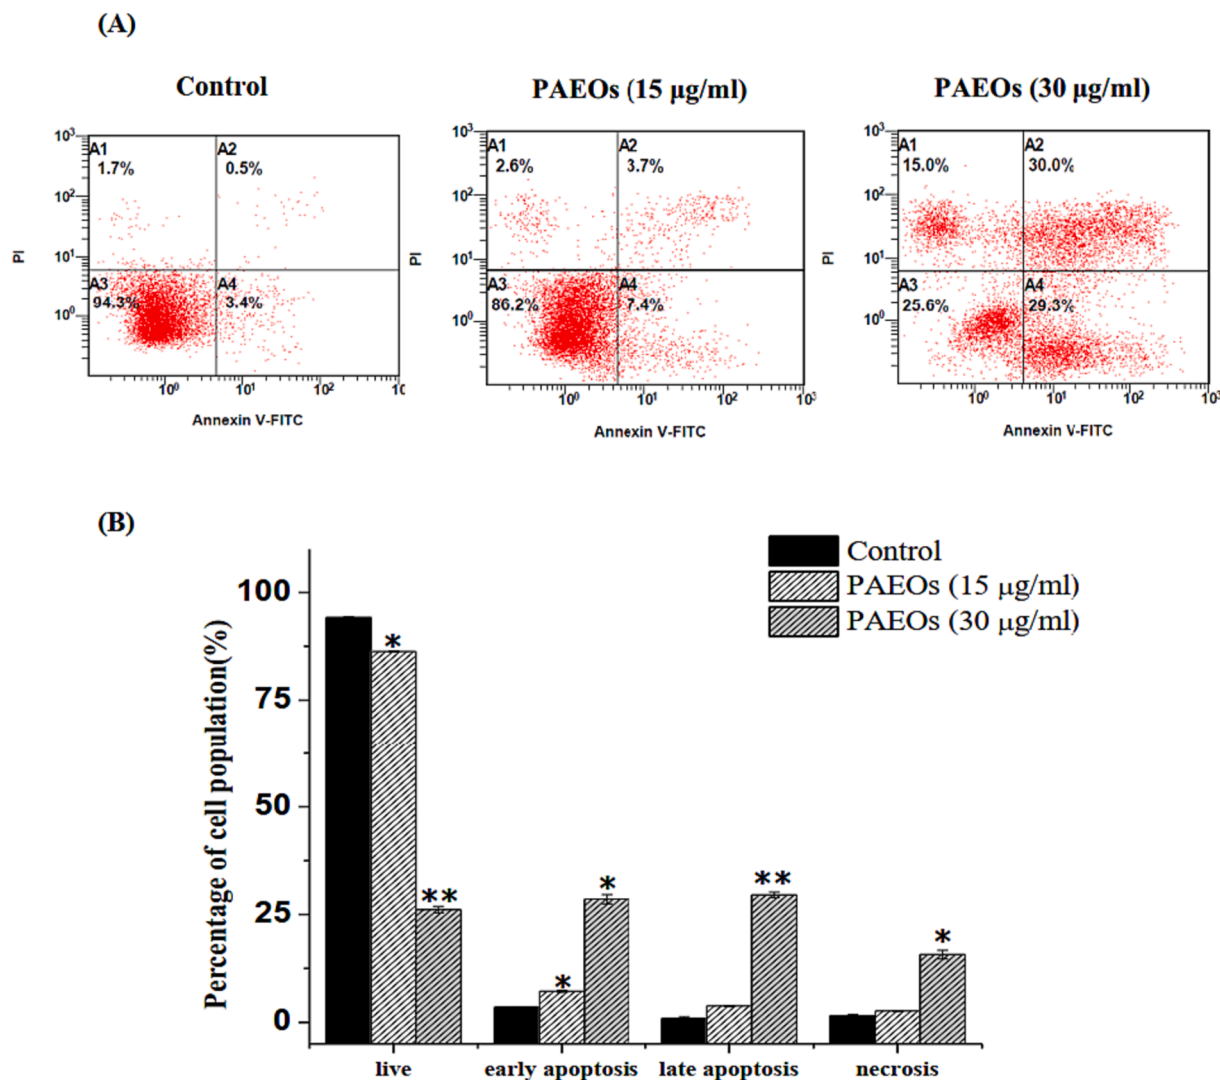 (A)
Control
PAEOs (15 μg/ml)
PAEOs (30 μg/ml)
10³
10²
10¹
10⁰
PI
A1
1.7%
A2
0.5%
A3
94.3%
A4
3.4%
10⁰
10¹
10²
10
Annexin V-FITC
10³
10²
10¹
10⁰
PI
A1
2.6%
A2
3.7%
A3
86.2%
A4
7.4%
10⁰
10¹
10²
10³
Annexin V-FITC
10³
10²
10¹
10⁰
PI
A1
15.0%
A2
30.0%
A3
25.6%
A4
29.3%
10⁰
10¹
10²
10³
Annexin V-FITC
(B)
Control
PAEOs (15 μg/ml)
PAEOs (30 μg/ml)
Percentage of cell population(%)
100
75
50
25
0
*
**
*
*
**
*
live
early apoptosis
late apoptosis
necrosis